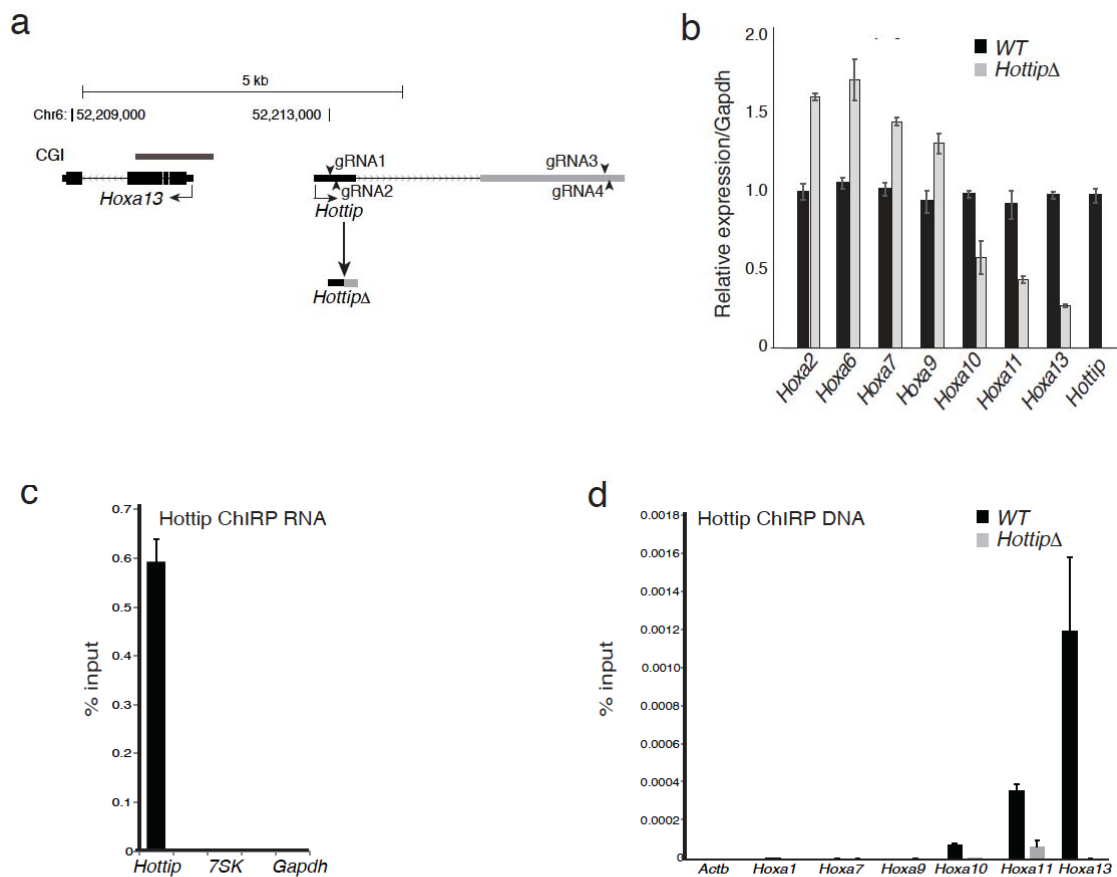 a
5 kb
Chr6: 52,209,000 52,213,000
CGI
gRNA1 gRNA3
gRNA2 gRNA4
Hoxa13 Hottip
HottipΔ
b
WT
HottipΔ
Relative expression/Gapdh
2.0
1.5
1.0
0.5
0
Hoxa2 Hoxa6 Hoxa7 Hoxa9 Hoxa10 Hoxa11 Hoxa13 Hottip
c
Hottip ChIRP RNA
% input
0.7
0.6
0.5
0.4
0.3
0.2
0.1
0
Hottip 7SK Gapdh
d
Hottip ChIRP DNA
WT
HottipΔ
% input
0.0018
0.0016
0.0014
0.0012
0.0010
0.0008
0.0006
0.0004
0.0002
0
Actb Hoxa1 Hoxa7 Hoxa9 Hoxa10 Hoxa11 Hoxa13